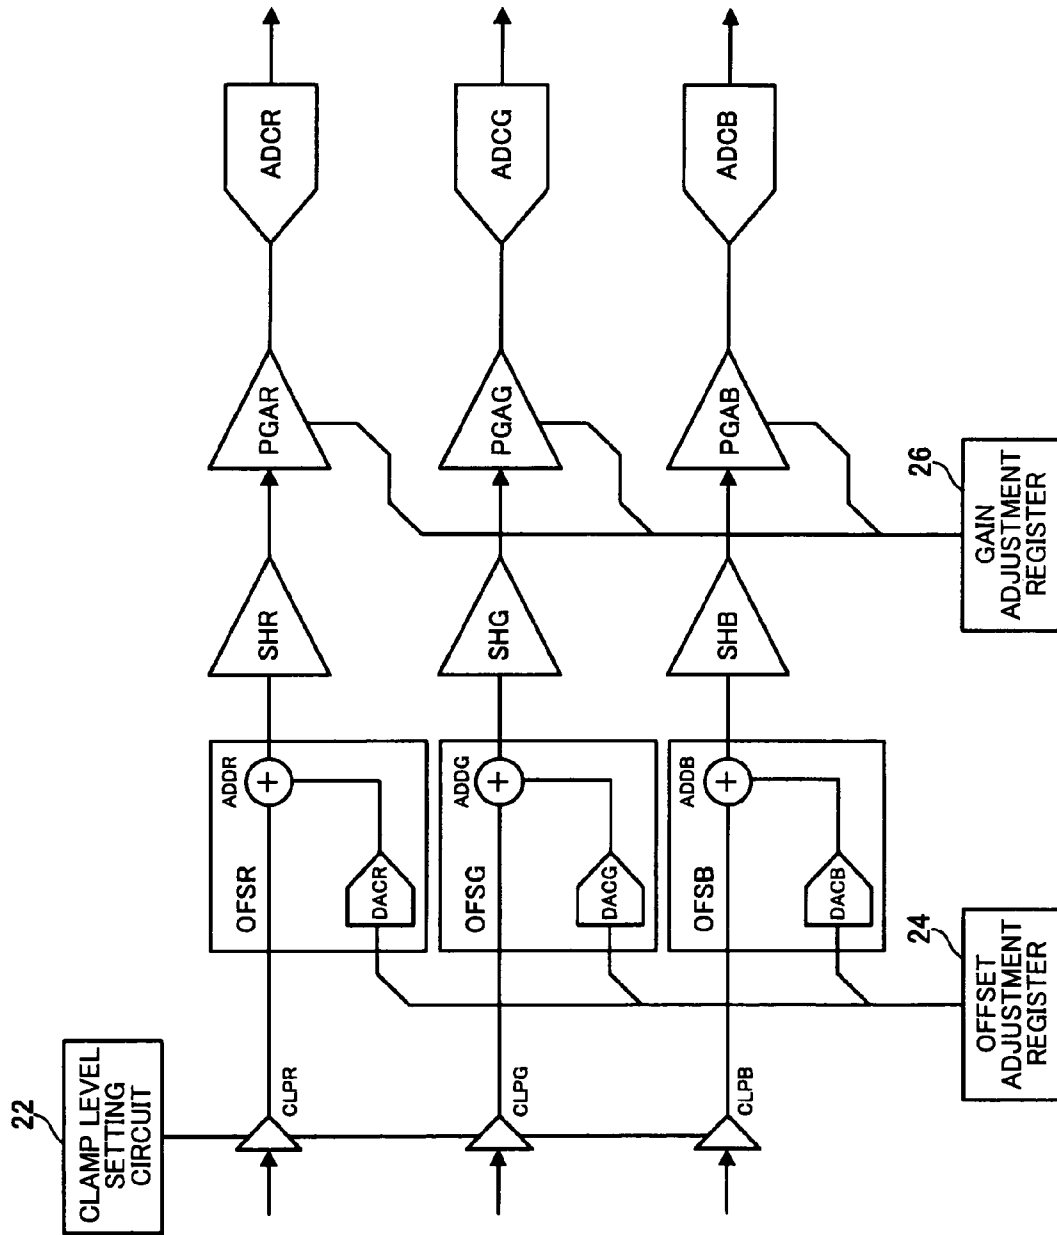 22
CLAMP LEVEL
SETTING
CIRCUIT
CLPR
OFSR
ADDR
DACR
SHR
PGAR
ADCR
CLPG
OFSG
ADDG
DACG
SHG
PGAG
ADCG
CLPB
OFSB
ADDB
DACB
SHB
PGAB
ADCB
24
OFFSET
ADJUSTMENT
REGISTER
26
GAIN
ADJUSTMENT
REGISTER